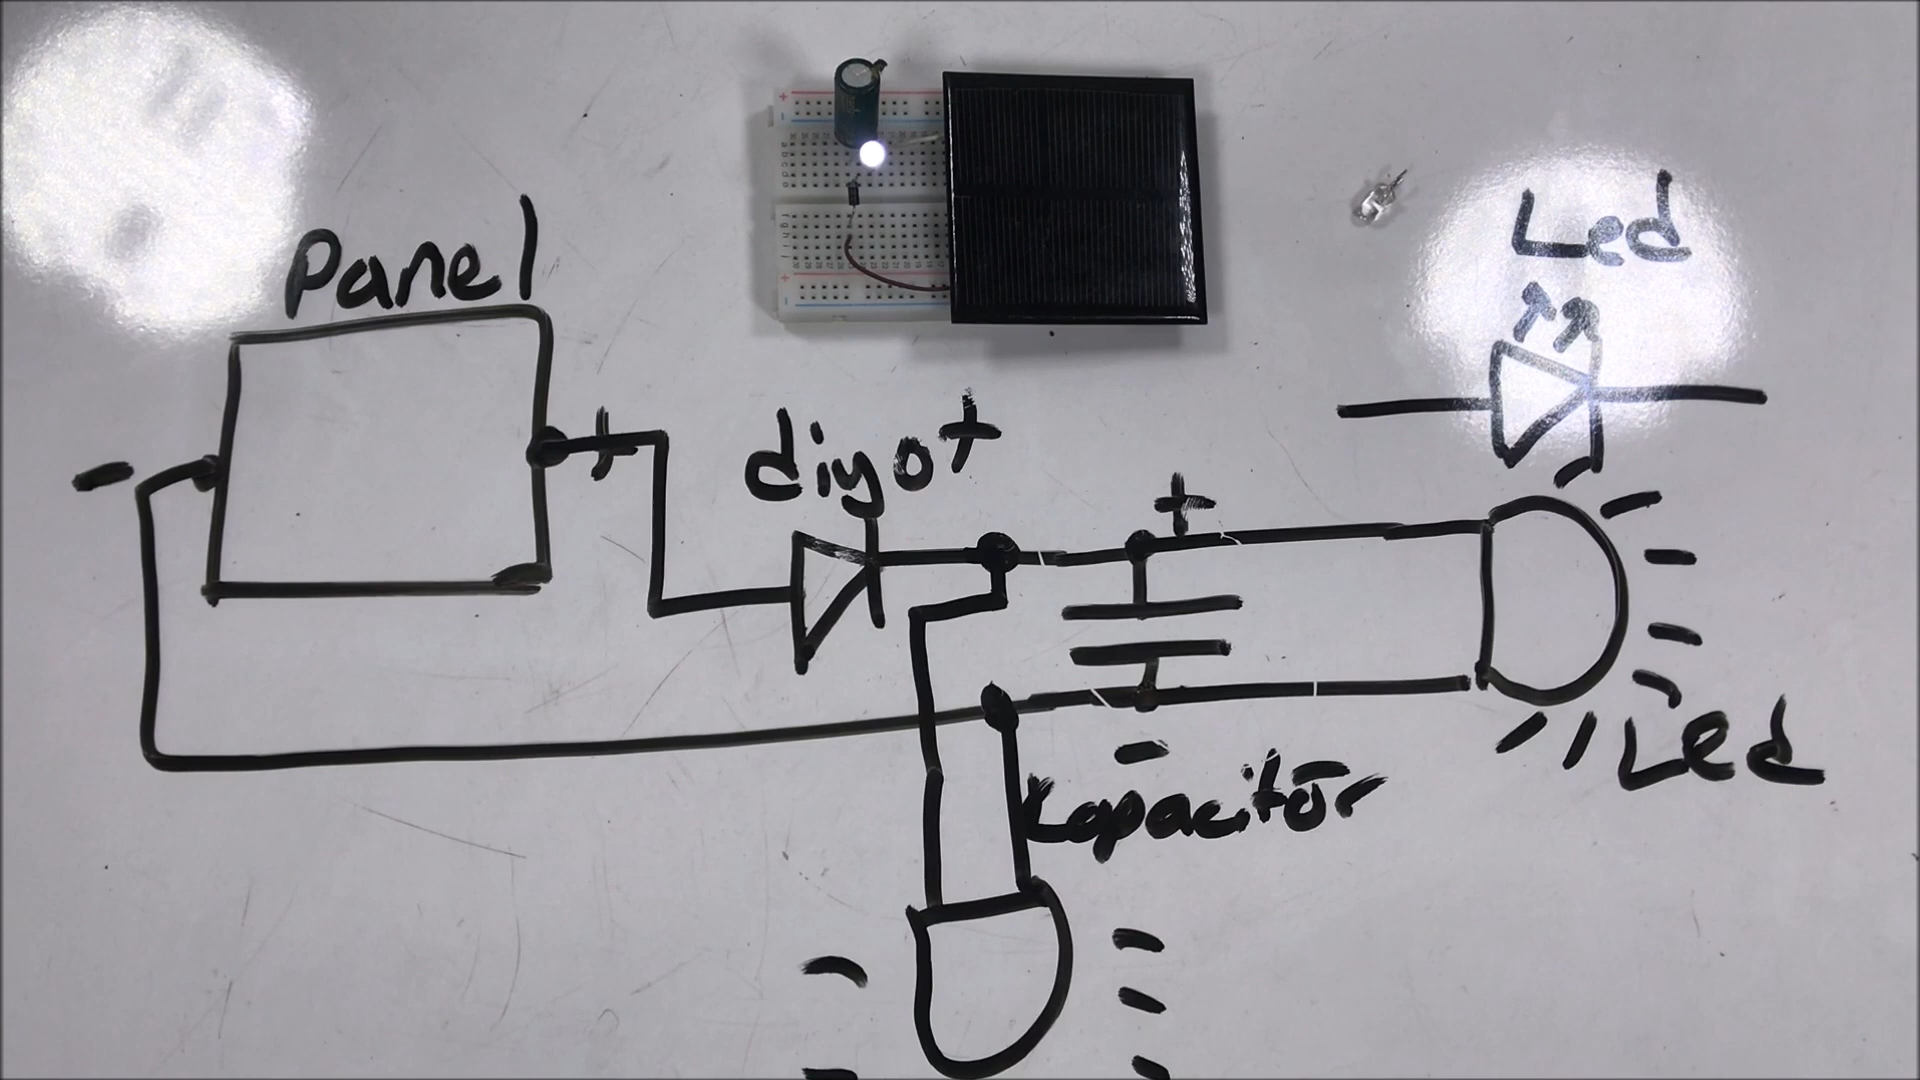 Led
Panel
diyot
+
+
-
-
Kapacitör
Led